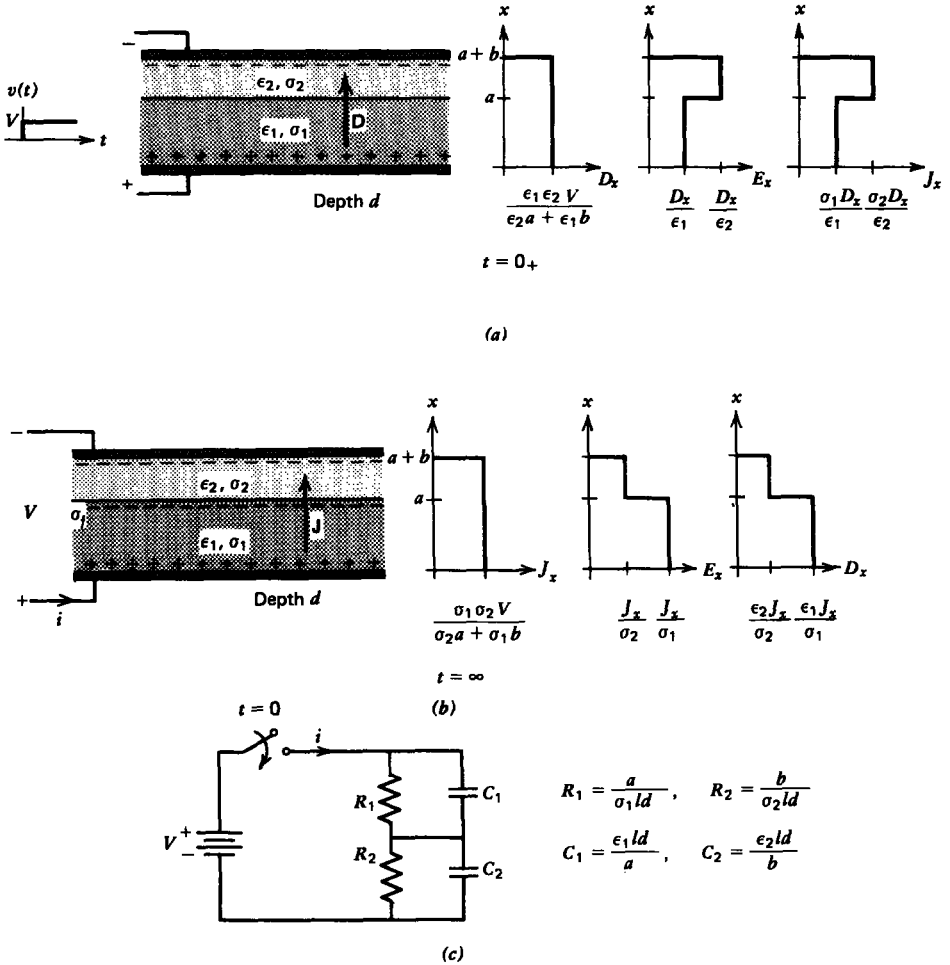 x x x
− a + b
v(t) ϵ₂, σ₂
V a
t D
ϵ₁, σ₁
+ + + + + + + + + +
+ Dₓ Eₓ Jₓ
Depth d
ϵ₁ϵ₂V / (ϵ₂a + ϵ₁b) Dₓ/ϵ₁ Dₓ/ϵ₂ σ₁Dₓ/ϵ₁ σ₂Dₓ/ϵ₂
t = 0₊
(a)
x x x
− a + b
ϵ₂, σ₂
V σf a
J
ϵ₁, σ₁
+ + + + + + + + + +
+ Jₓ Eₓ Dₓ
i Depth d
σ₁σ₂V / (σ₂a + σ₁b) Jₓ/σ₂ Jₓ/σ₁ ϵ₂Jₓ/σ₂ ϵ₁Jₓ/σ₁
t = ∞
(b)
t = 0
i
R₁ C₁ R₁ = a/(σ₁ld), R₂ = b/(σ₂ld)
V + −
R₂ C₂ C₁ = ϵ₁ld/a, C₂ = ϵ₂ld/b
(c)